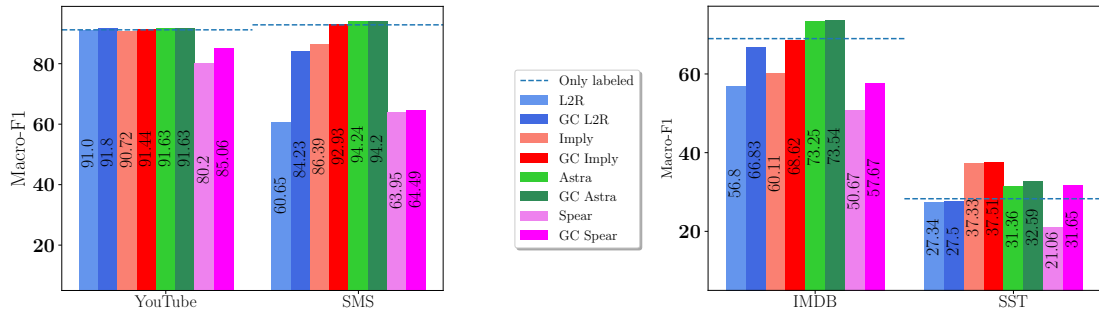 Macro-F1
80
60
40
20
91.0
91.8
90.72
91.44
91.63
91.63
80.2
85.06
60.65
84.23
86.39
92.93
94.24
94.2
63.95
64.49
YouTube
SMS
Only labeled
L2R
GC L2R
Imply
GC Imply
Astra
GC Astra
Spear
GC Spear
Macro-F1
60
40
20
56.8
66.83
60.11
68.62
73.25
73.54
50.67
57.67
27.34
27.5
37.33
37.51
31.36
32.59
21.06
31.65
IMDB
SST